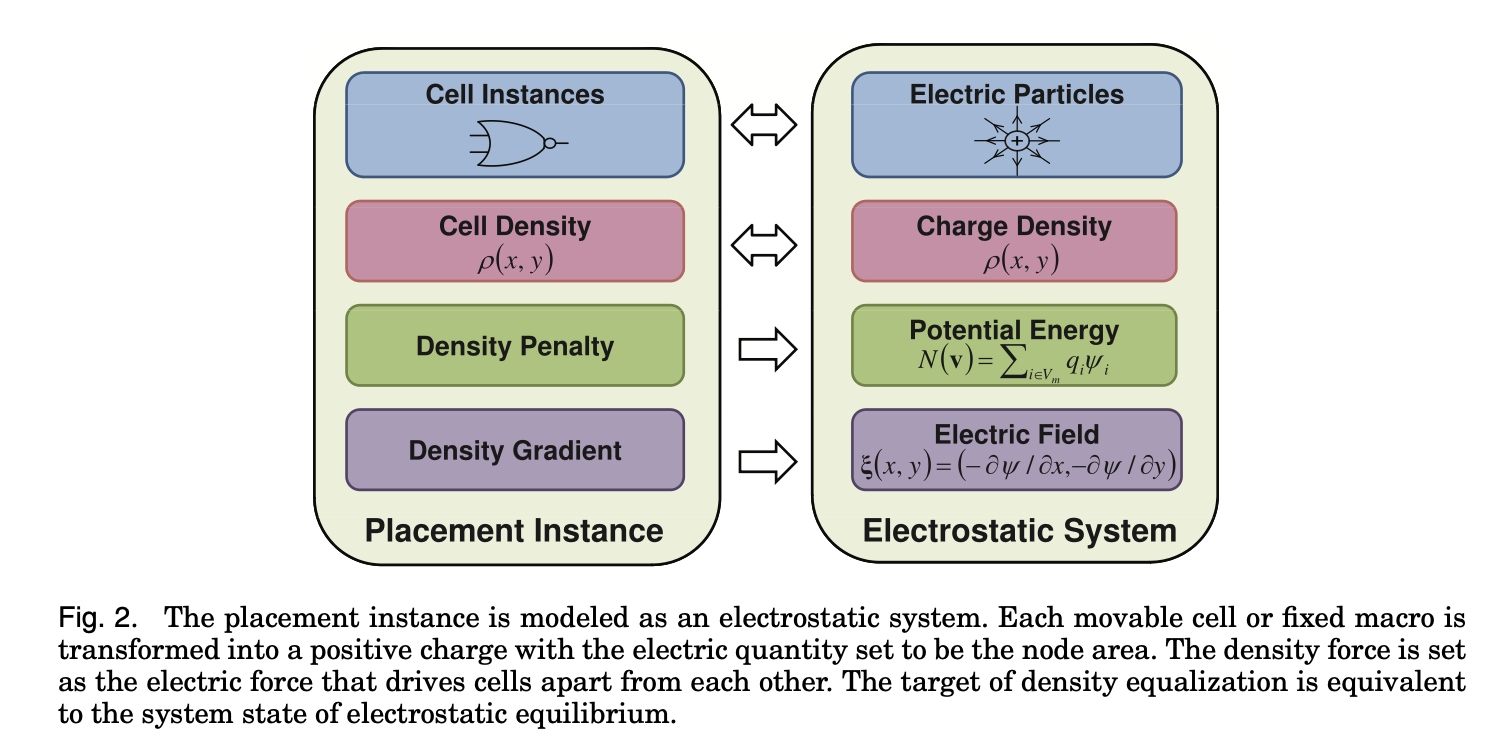 Cell Instances
Cell Density
ρ(x, y)
Density Penalty
Density Gradient
Placement Instance
Electric Particles
+
Charge Density
ρ(x, y)
Potential Energy
N(v) = ∑_{i∈V_m} q_iψ_i
Electric Field
ξ(x, y) = (−∂ψ / ∂x, −∂ψ / ∂y)
Electrostatic System
Fig. 2. The placement instance is modeled as an electrostatic system. Each movable cell or fixed macro is
transformed into a positive charge with the electric quantity set to be the node area. The density force is set
as the electric force that drives cells apart from each other. The target of density equalization is equivalent
to the system state of electrostatic equilibrium.